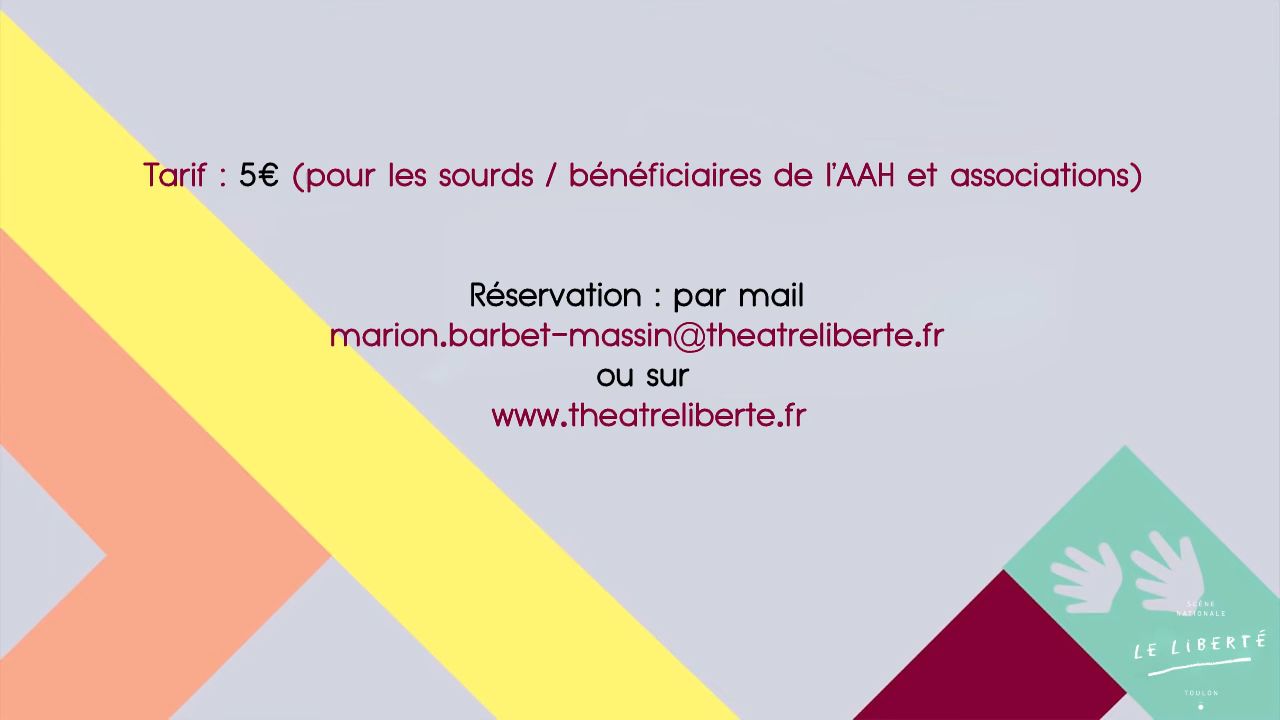 Tarif : 5€ (pour les sourds / bénéficiaires de l'AAH et associations)
Réservation : par mail
marion.barbet-massin@theatreliberte.fr
ou sur
www.theatreliberte.fr
SCÈNE
NATIONALE
LE LIBERTÉ
TOULON